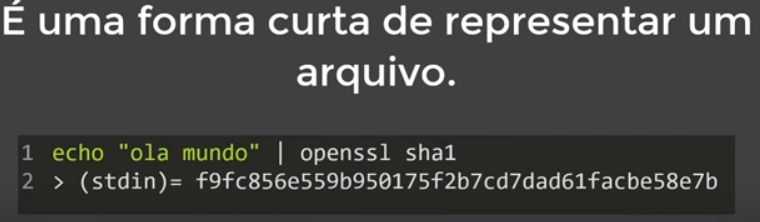 É uma forma curta de representar um
arquivo.
1 echo "ola mundo" | openssl sha1
2 > (stdin)= f9fc856e559b950175f2b7cd7dad61facbe58e7b